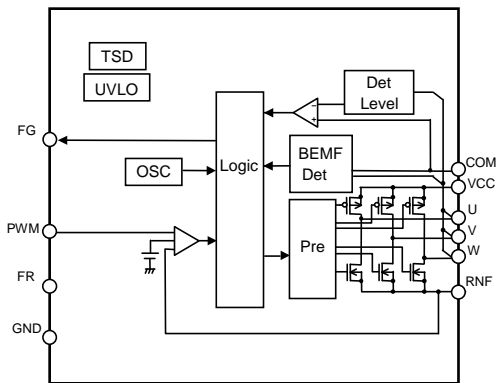 TSD
UVLO
Det
Level
FG
Logic
−
+
BEMF
Det
OSC
COM
VCC
U
PWM
Pre
V
W
FR
RNF
GND